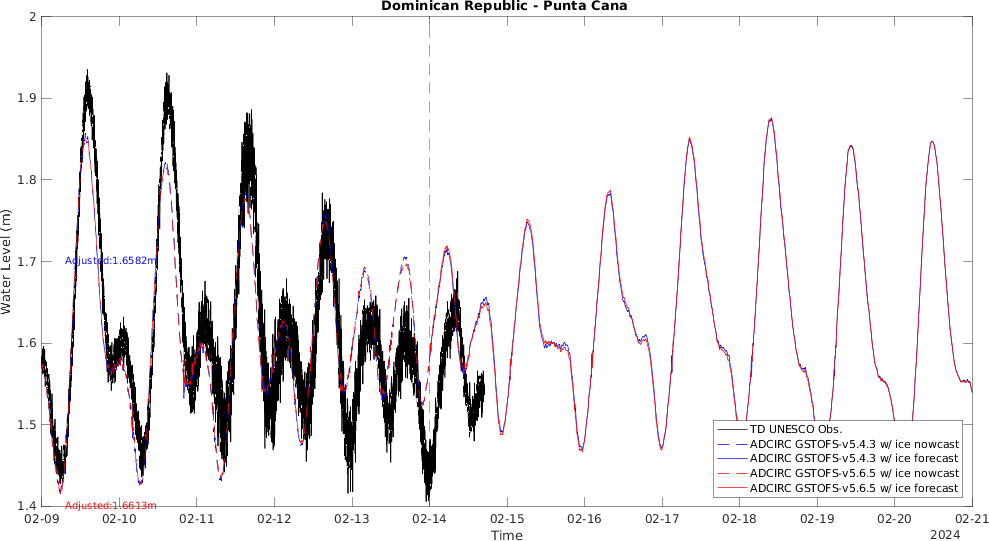 Dominican Republic - Punta Cana
2
1.9
1.8
1.7
1.6
1.5
1.4
Water Level (m)
Adjusted:1.6582m
Adjusted:1.6613m
TD UNESCO Obs.
ADCIRC GSTOFS-v5.4.3 w/ ice nowcast
ADCIRC GSTOFS-v5.4.3 w/ ice forecast
ADCIRC GSTOFS-v5.6.5 w/ ice nowcast
ADCIRC GSTOFS-v5.6.5 w/ ice forecast
02-09 02-10 02-11 02-12 02-13 02-14 02-15 02-16 02-17 02-18 02-19 02-20 02-21
Time
2024